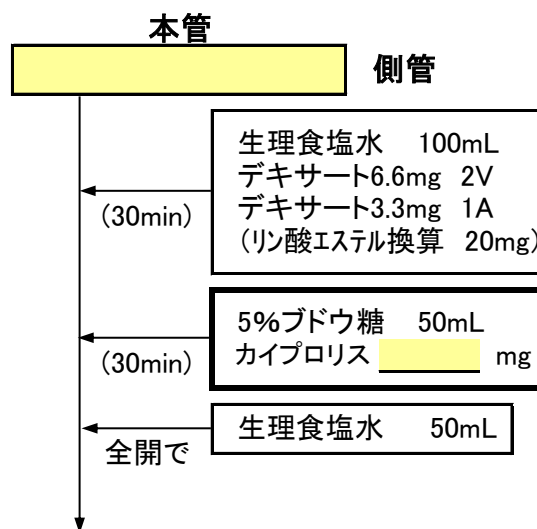 本管
側管
生理食塩水 100mL
デキサート6.6mg 2V
デキサート3.3mg 1A
(リン酸エステル換算 20mg)
(30min)
5%ブドウ糖 50mL
カイプロリス mg
(30min)
生理食塩水 50mL
全開で